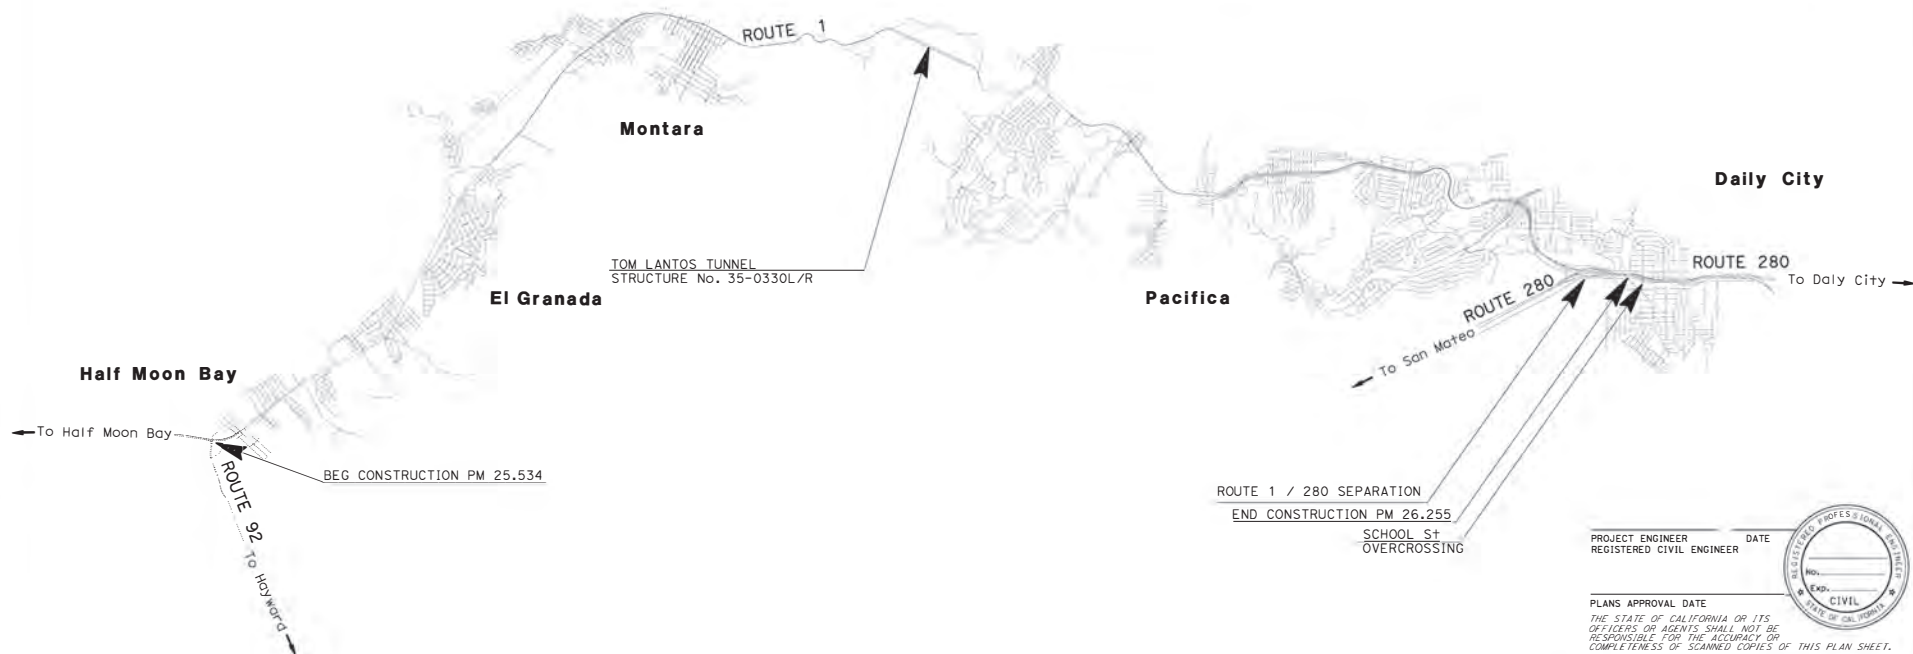 ROUTE 1
Montara
Daily City
TOM LANTOS TUNNEL
STRUCTURE No. 35-0330L/R
El Granada
Pacifica
ROUTE 280
To Daly City
ROUTE 280
To San Mateo
Half Moon Bay
To Half Moon Bay
BEG CONSTRUCTION PM 25.534
ROUTE 92
To Hayward
ROUTE 1 / 280 SEPARATION
END CONSTRUCTION PM 26.255
SCHOOL St
OVERCROSSING
PROJECT ENGINEER DATE
REGISTERED CIVIL ENGINEER
PLANS APPROVAL DATE
THE STATE OF CALIFORNIA OR ITS
OFFICERS OR AGENTS SHALL NOT BE
RESPONSIBLE FOR THE ACCURACY OR
COMPLETENESS OF SCANNED COPIES OF THIS PLAN SHEET.
REGISTERED PROFESSIONAL ENGINEER
No.
Exp.
CIVIL
STATE OF CALIFORNIA